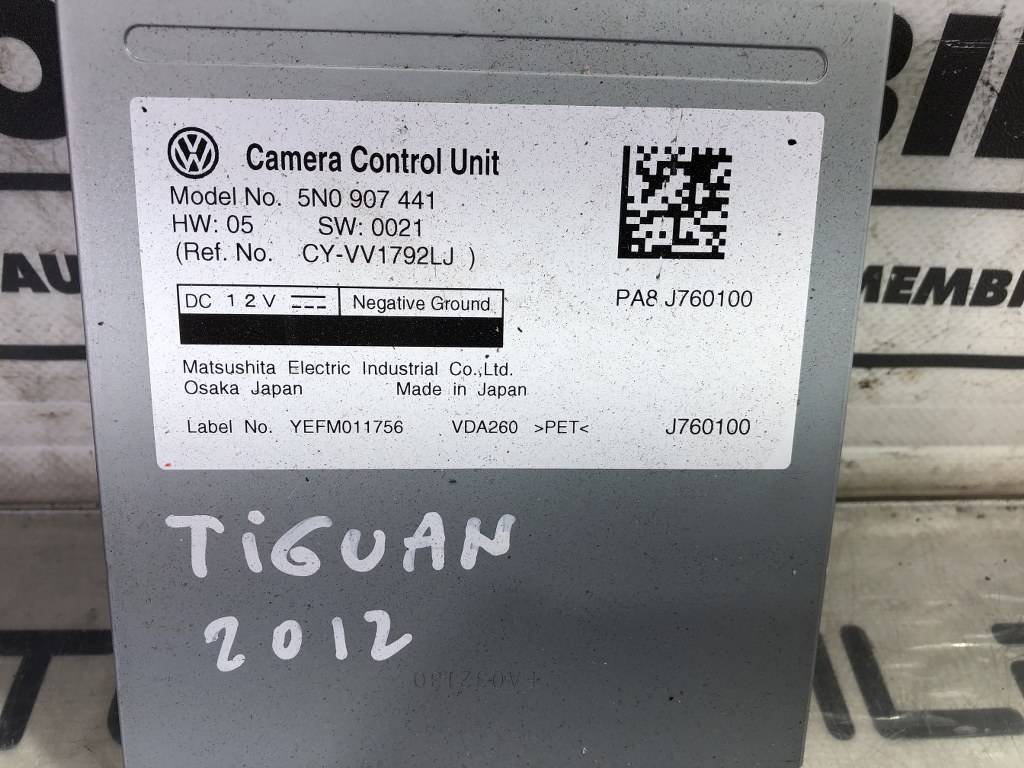 VW Camera Control Unit
Model No. 5N0 907 441
HW: 05 SW: 0021
(Ref. No. CY-VV1792LJ )
DC 12V Negative Ground
PA8 J760100
Matsushita Electric Industrial Co.,Ltd.
Osaka Japan Made in Japan
Label No. YEFM011756 VDA260 >PET< J760100
TiGUAN
2012